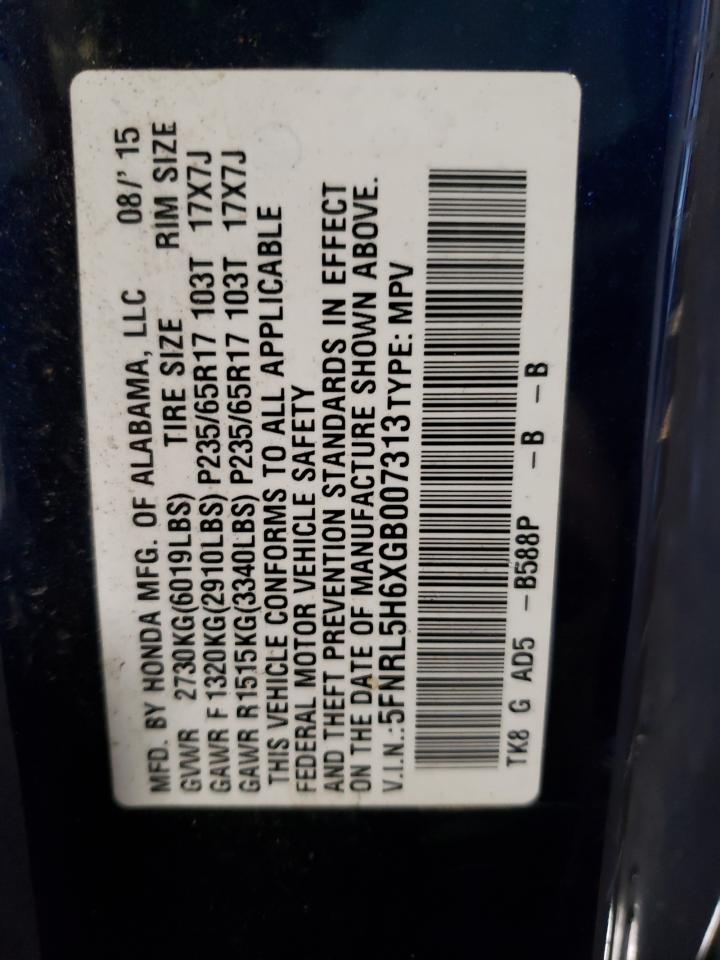 MFD. BY HONDA MFG. OF ALABAMA, LLC 08/' 15
GVWR 2730KG(6019LBS) TIRE SIZE RIM SIZE
GAWR F 1320KG(2910LBS) P235/65R17 103T 17X7J
GAWR R1515KG(3340LBS) P235/65R17 103T 17X7J
THIS VEHICLE CONFORMS TO ALL APPLICABLE
FEDERAL MOTOR VEHICLE SAFETY
AND THEFT PREVENTION STANDARDS IN EFFECT
ON THE DATE OF MANUFACTURE SHOWN ABOVE.
V.I.N.:5FNRL5H6XGB007313 TYPE: MPV
TK8 G AD5 -B588P -B -B